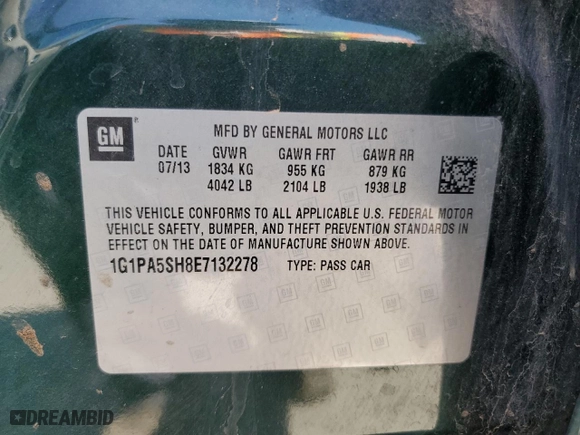 GM
MFD BY GENERAL MOTORS LLC
DATE GVWR GAWR FRT GAWR RR
07/13 1834 KG 955 KG 879 KG
4042 LB 2104 LB 1938 LB
THIS VEHICLE CONFORMS TO ALL APPLICABLE U.S. FEDERAL MOTOR
VEHICLE SAFETY, BUMPER, AND THEFT PREVENTION STANDARDS IN
EFFECT ON THE DATE OF MANUFACTURE SHOWN ABOVE.
1G1PA5SH8E7132278 TYPE: PASS CAR
DREAMBID